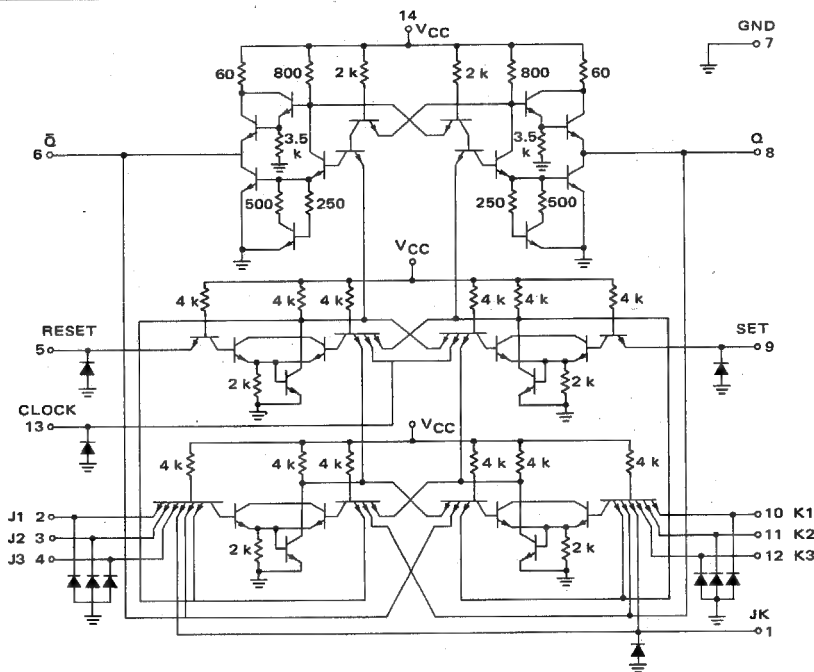 14
VCC
GND
7
60
800
2 k
2 k
800
60
Q̄
6
3.5
k
3.5
k
Q
8
500
250
250
500
VCC
4 k
4 k
4 k
4 k
4 k
4 k
RESET
5
SET
9
2 k
2 k
CLOCK
13
VCC
4 k
4 k
4 k
4 k
4 k
4 k
J1 2
J2 3
J3 4
10 K1
11 K2
12 K3
2 k
2 k
JK
1